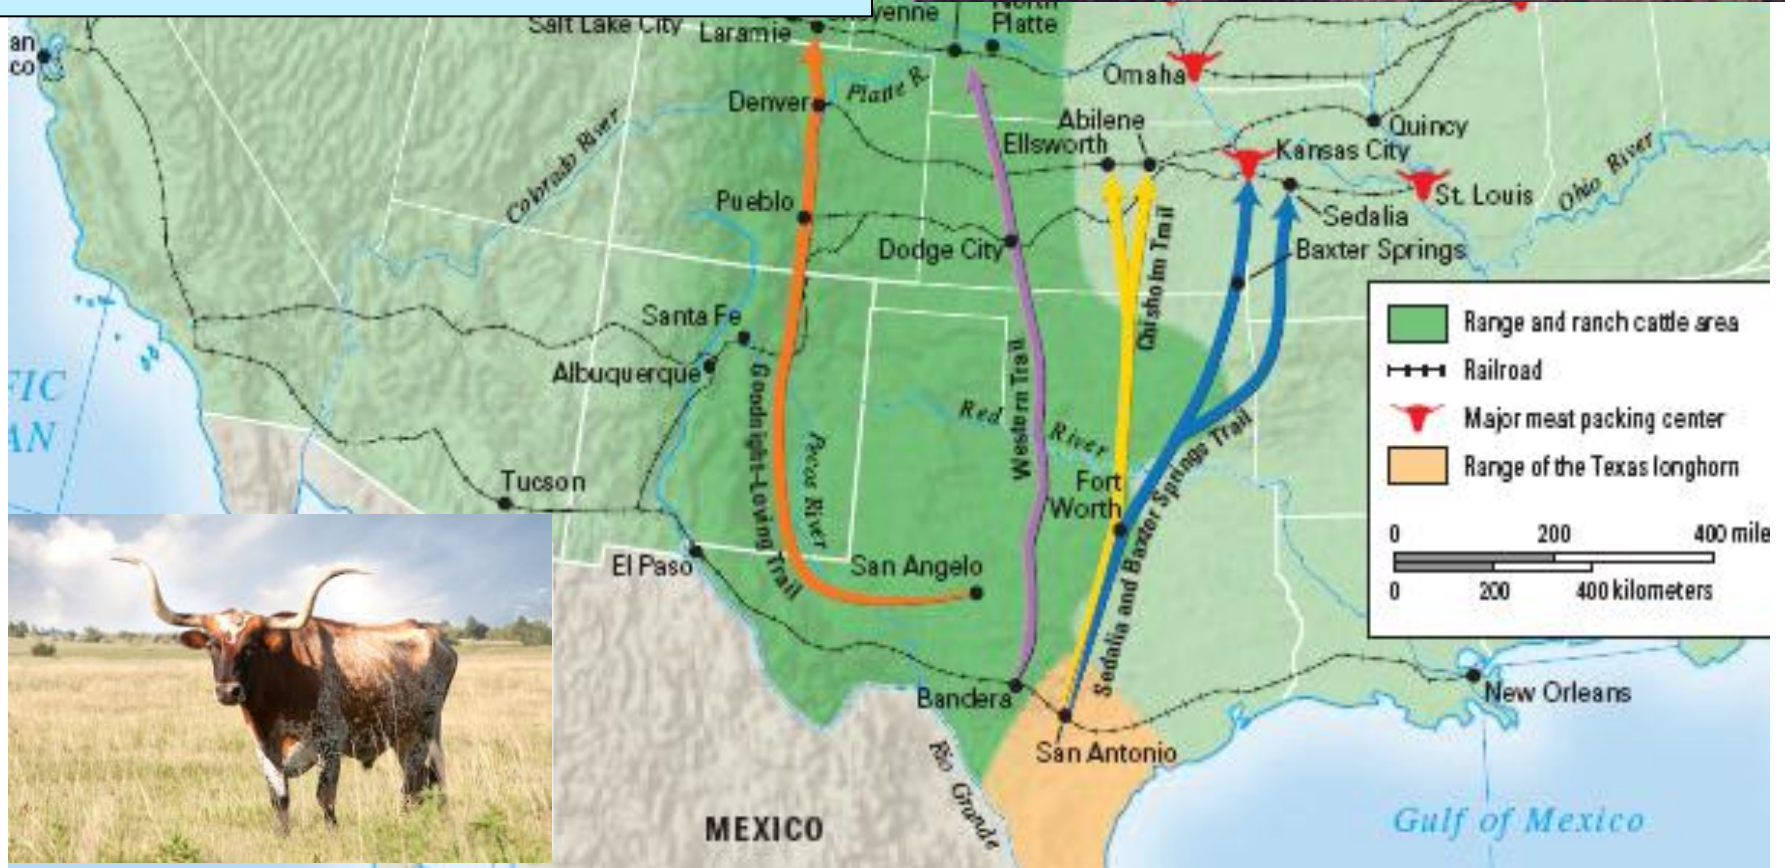 North
Platte
Salt Lake City
Laramie
Omaha
Denver
Platte R.
Abilene
Ellsworth
Quincy
Kansas City
Colorado River
Ohio River
Pueblo
St. Louis
Sedalia
Dodge City
Baxter Springs
Chisholm Trail
Santa Fe
Albuquerque
Goodnight-Loving Trail
Pecos River
Western Trail
Red River
Sedalia and Baxter Springs Trail
Fort
Worth
Tucson
El Paso
San Angelo
Bandera
San Antonio
New Orleans
Rio Grande
MEXICO
Gulf of Mexico
FIC
AN
an
co
Range and ranch cattle area
Railroad
Major meat packing center
Range of the Texas longhorn
0 200 400 mile
0 200 400 kilometers